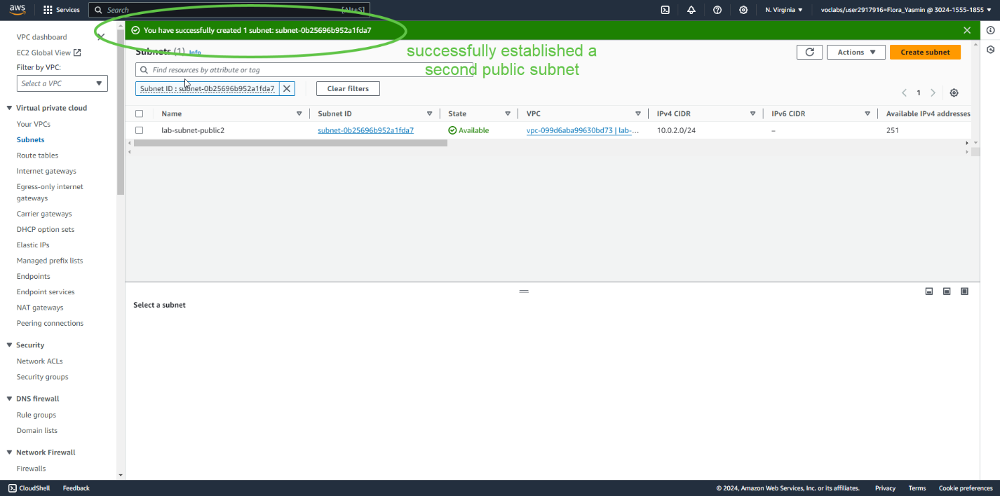 aws
Services
Search
[Alt+S]
N. Virginia
voclabs/user2917916=Flora_Yasmin @ 3024-1555-1855
You have successfully created 1 subnet: subnet-0b25696b952a1fda7
VPC dashboard
EC2 Global View
Filter by VPC:
Select a VPC
Virtual private cloud
Your VPCs
Subnets
Route tables
Internet gateways
Egress-only internet
gateways
Carrier gateways
DHCP option sets
Elastic IPs
Managed prefix lists
Endpoints
Endpoint services
NAT gateways
Peering connections
Security
Network ACLs
Security groups
DNS firewall
Rule groups
Domain lists
Network Firewall
Firewalls
Subnets (1) Info
successfully established a
second public subnet
Actions
Create subnet
Find resources by attribute or tag
Subnet ID : subnet-0b25696b952a1fda7
Clear filters
1
Name Subnet ID State VPC IPv4 CIDR IPv6 CIDR Available IPv4 addresses
lab-subnet-public2 subnet-0b25696b952a1fda7 Available vpc-099d6aba99630bd73 | lab-... 10.0.2.0/24 – 251
Select a subnet
CloudShell Feedback © 2024, Amazon Web Services, Inc. or its affiliates. Privacy Terms Cookie preferences